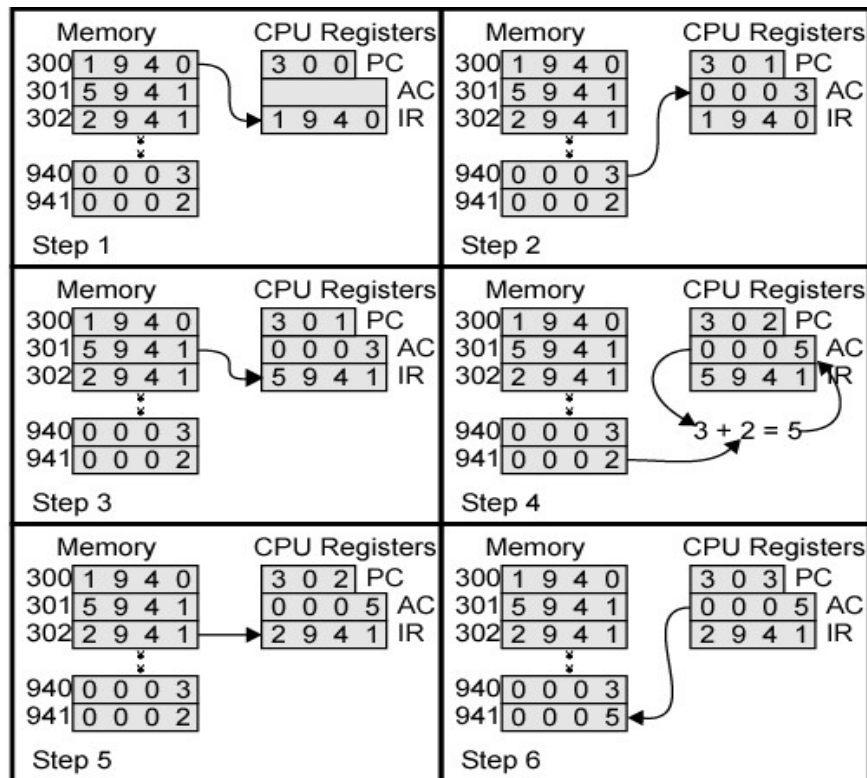 Memory CPU Registers
300 1 9 4 0 3 0 0 PC
301 5 9 4 1 AC
302 2 9 4 1 1 9 4 0 IR
940 0 0 0 3
941 0 0 0 2
Step 1
Memory CPU Registers
300 1 9 4 0 3 0 1 PC
301 5 9 4 1 0 0 0 3 AC
302 2 9 4 1 1 9 4 0 IR
940 0 0 0 3
941 0 0 0 2
Step 2
Memory CPU Registers
300 1 9 4 0 3 0 1 PC
301 5 9 4 1 0 0 0 3 AC
302 2 9 4 1 5 9 4 1 IR
940 0 0 0 3
941 0 0 0 2
Step 3
Memory CPU Registers
300 1 9 4 0 3 0 2 PC
301 5 9 4 1 0 0 0 5 AC
302 2 9 4 1 5 9 4 1 IR
940 0 0 0 3 3 + 2 = 5
941 0 0 0 2
Step 4
Memory CPU Registers
300 1 9 4 0 3 0 2 PC
301 5 9 4 1 0 0 0 5 AC
302 2 9 4 1 2 9 4 1 IR
940 0 0 0 3
941 0 0 0 2
Step 5
Memory CPU Registers
300 1 9 4 0 3 0 3 PC
301 5 9 4 1 0 0 0 5 AC
302 2 9 4 1 2 9 4 1 IR
940 0 0 0 3
941 0 0 0 5
Step 6